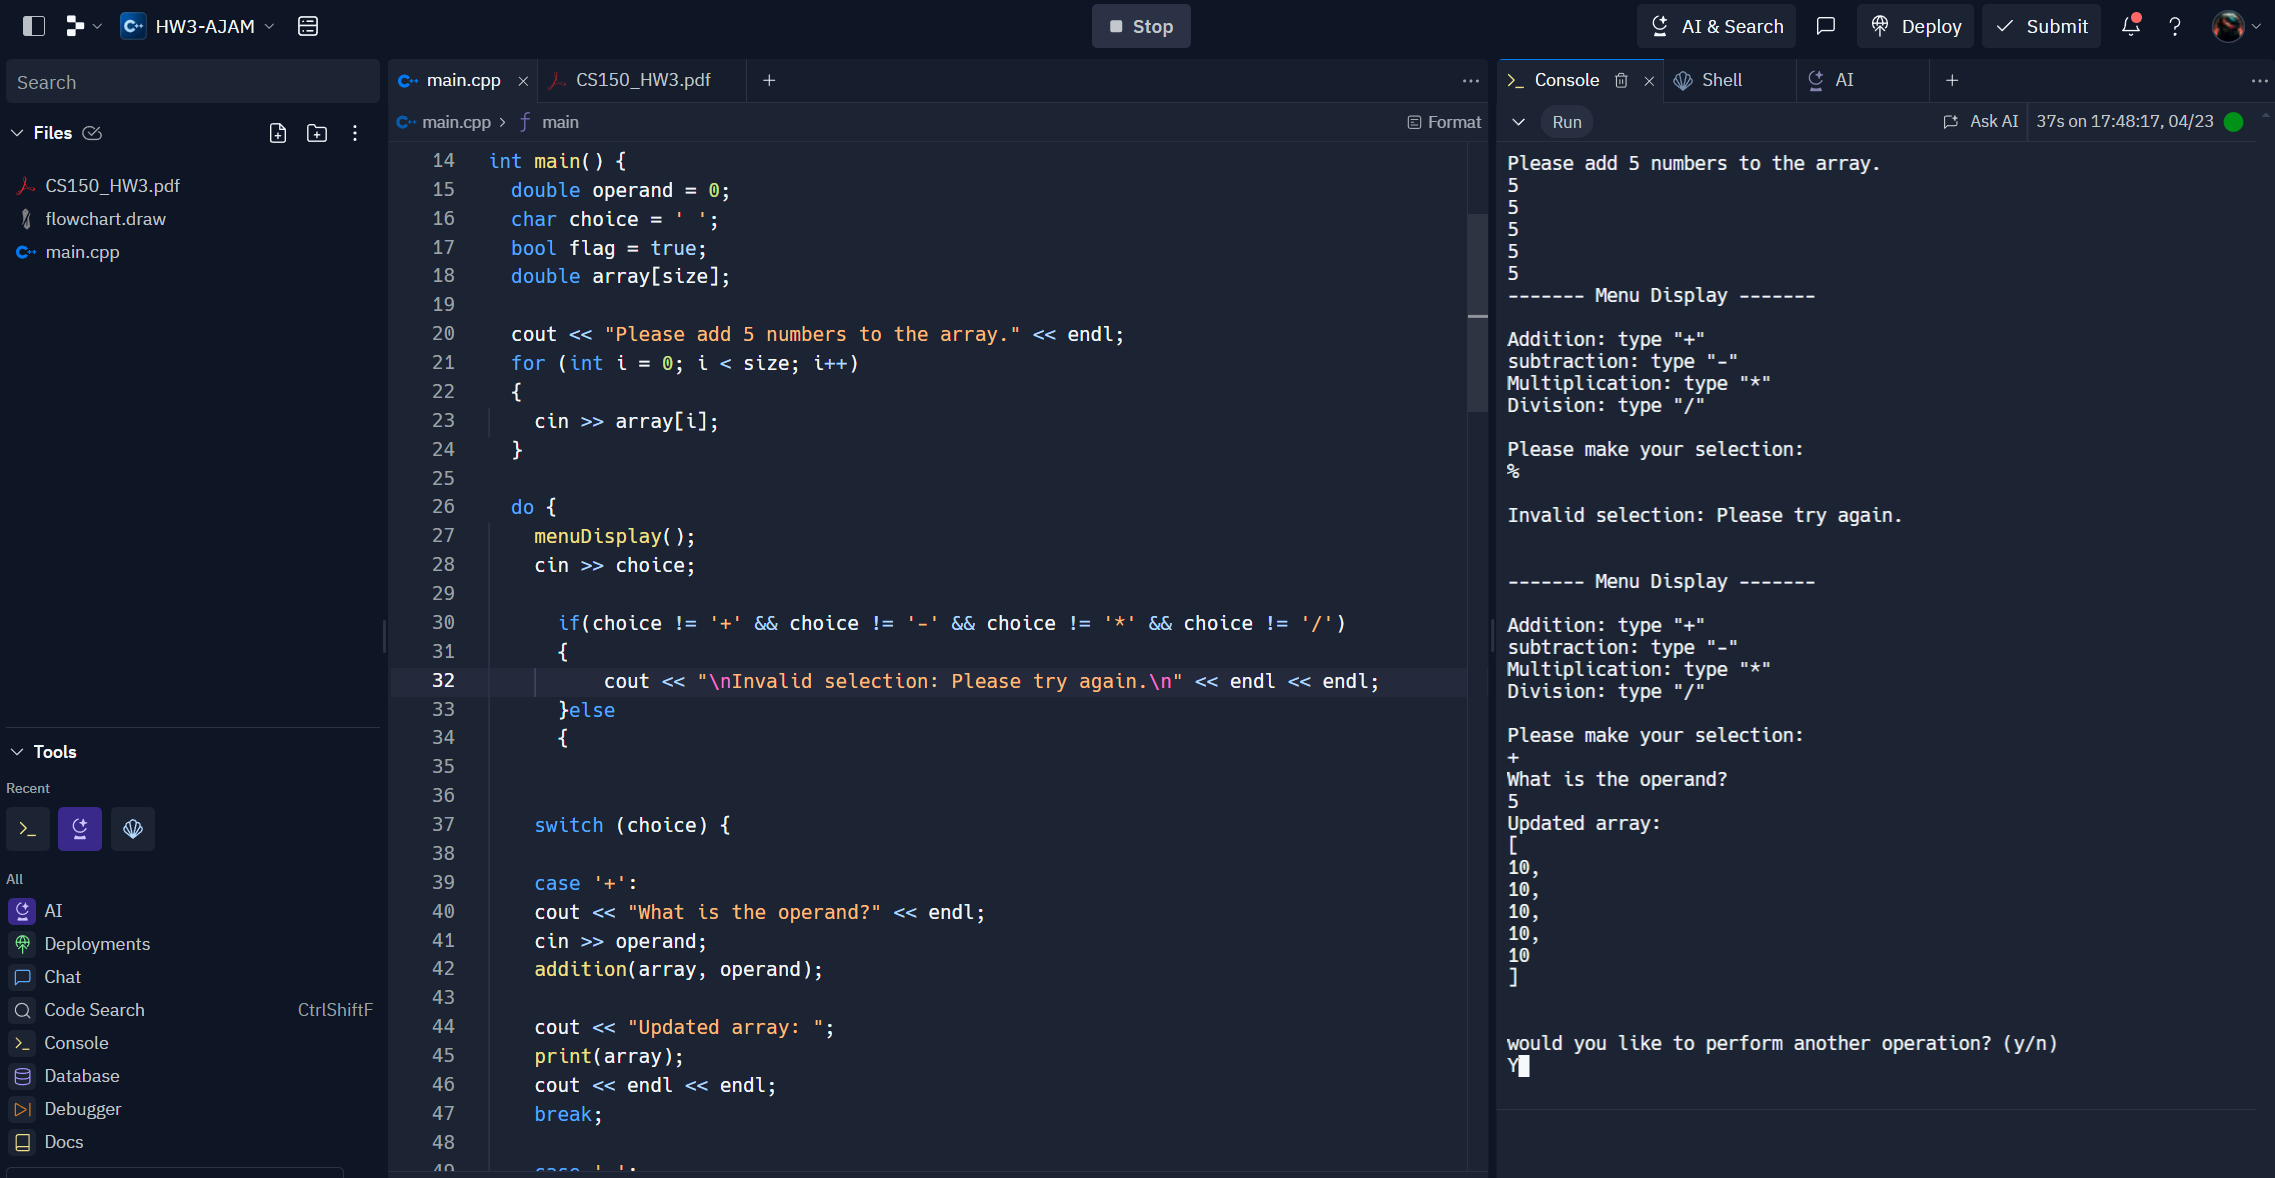 HW3-AJAM
Stop
AI & Search
Deploy
Submit
Search
Files
CS150_HW3.pdf
flowchart.draw
main.cpp
Tools
Recent
All
AI
Deployments
Chat
Code Search CtrlShiftF
Console
Database
Debugger
Docs
main.cpp
CS150_HW3.pdf
main.cpp > main
Format
14 int main() {
15 double operand = 0;
16 char choice = ' ';
17 bool flag = true;
18 double array[size];
19
20 cout << "Please add 5 numbers to the array." << endl;
21 for (int i = 0; i < size; i++)
22 {
23 cin >> array[i];
24 }
25
26 do {
27 menuDisplay();
28 cin >> choice;
29
30 if(choice != '+' && choice != '-' && choice != '*' && choice != '/')
31 {
32 cout << "\nInvalid selection: Please try again.\n" << endl << endl;
33 }else
34 {
35
36
37 switch (choice) {
38
39 case '+':
40 cout << "What is the operand?" << endl;
41 cin >> operand;
42 addition(array, operand);
43
44 cout << "Updated array: ";
45 print(array);
46 cout << endl << endl;
47 break;
48
Console
Shell
AI
Run
Ask AI
37s on 17:48:17, 04/23
Please add 5 numbers to the array.
5
5
5
5
5
------- Menu Display -------
Addition: type "+"
subtraction: type "-"
Multiplication: type "*"
Division: type "/"
Please make your selection:
%
Invalid selection: Please try again.
------- Menu Display -------
Addition: type "+"
subtraction: type "-"
Multiplication: type "*"
Division: type "/"
Please make your selection:
+
What is the operand?
5
Updated array:
[
10,
10,
10,
10,
10
]
would you like to perform another operation? (y/n)
Y